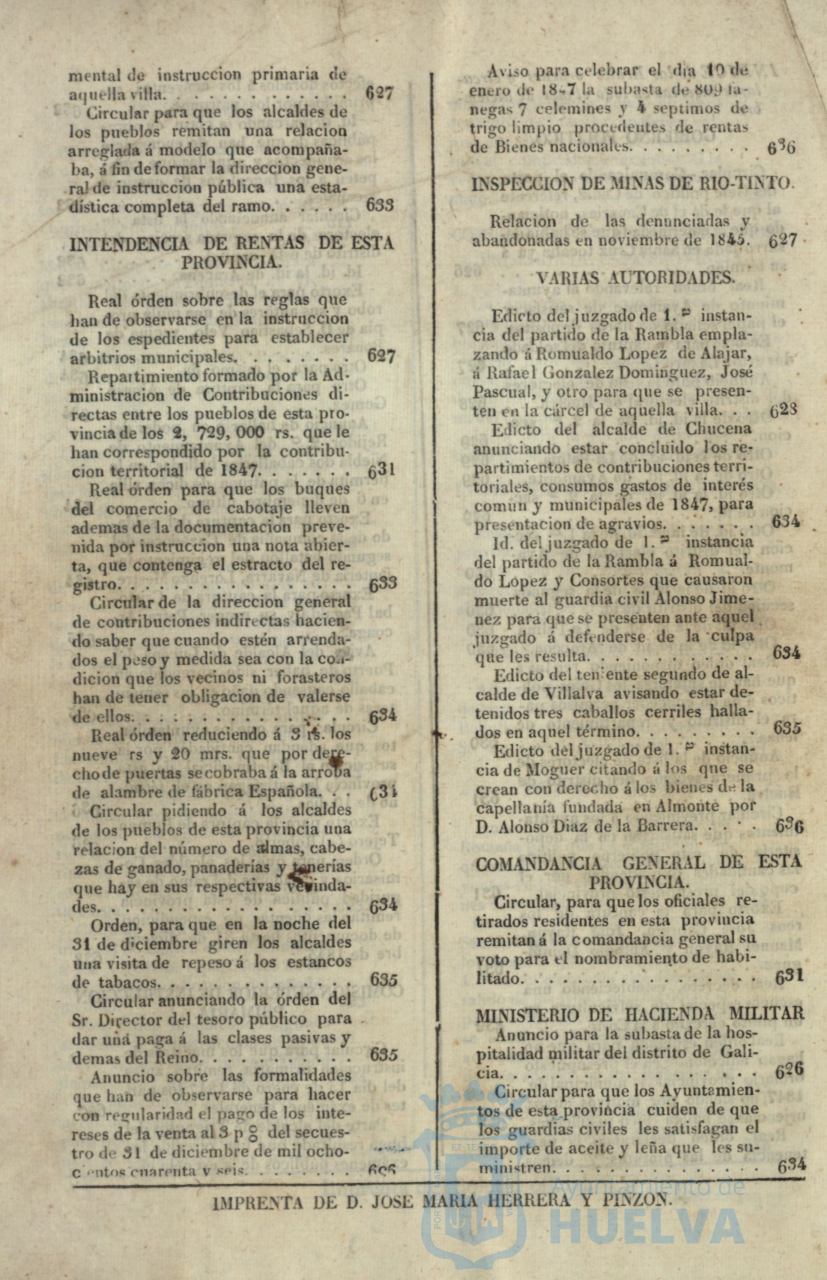 mental de instruccion primaria de
aquella villa. . . . . . . . . . . . 627
Circular para que los alcaldes de
los pueblos remitan una relacion
arreglada á modelo que acompaña-
ba, á fin de formar la direccion gene-
ral de instruccion pública una esta-
dística completa del ramo. . . . . . 633
INTENDENCIA DE RENTAS DE ESTA
PROVINCIA.
Real órden sobre las reglas que
han de observarse en la instruccion
de los espedientes para establecer
arbitrios municipales. . . . . . . . 627
Repartimiento formado por la Ad-
ministracion de Contribuciones di-
rectas entre los pueblos de esta pro-
vincia de los 2, 729, 000 rs. que le
han correspondido por la contribu-
cion territorial de 1847. . . . . . . 631
Real órden para que los buques
del comercio de cabotaje lleven
ademas de la documentacion preve-
nida por instruccion una nota abier-
ta, que contenga el estracto del re-
gistro. . . . . . . . . . . . . . . . 633
Circular de la direccion general
de contribuciones indirectas hacien-
do saber que cuando estén arrenda-
dos el peso y medida sea con la con-
dicion que los vecinos ni forasteros
han de tener obligacion de valerse
de ellos. . . . . . . . . . . . . . . 634
Real órden reduciendo á 3 rs. los
nueve rs y 20 mrs. que por dere-
cho de puertas se cobraba á la arroba
de alambre de fábrica Española. . . 634
Circular pidiendo á los alcaldes
de los pueblos de esta provincia una
relacion del número de almas, cabe-
zas de ganado, panaderías y tenerias
que hay en sus respectivas vecinda-
des. . . . . . . . . . . . . . . . . 634
Orden, para que en la noche del
31 de diciembre giren los alcaldes
una visita de repeso á los estancos
de tabacos. . . . . . . . . . . . . 635
Circular anunciando la órden del
Sr. Director del tesoro público para
dar una paga á las clases pasivas y
demas del Reino. . . . . . . . . . . 635
Anuncio sobre las formalidades
que han de observarse para hacer
con regularidad el pago de los inte-
reses de la venta al 3 p % del secues-
tro de 31 de diciembre de mil ocho-
cientos cuarenta y seis. . . . . . . .
Aviso para celebrar el dia 10 de
enero de 1847 la subasta de 809 fa-
negas 7 celemines y 4 septimos de
trigo limpio procedentes de rentas
de Bienes nacionales. . . . . . . . . 636
INSPECCION DE MINAS DE RIO-TINTO.
Relacion de las denunciadas y
abandonadas en noviembre de 1845. 627
VARIAS AUTORIDADES.
Edicto del juzgado de 1.ª instan-
cia del partido de la Rambla empla-
zando á Romualdo Lopez de Alajar,
á Rafael Gonzalez Dominguez, José
Pascual, y otro para que se presen-
ten en la cárcel de aquella villa. . . 623
Edicto del alcalde de Chucena
anunciando estar concluido los re-
partimientos de contribuciones terri-
toriales, consumos gastos de interés
comun y municipales de 1847, para
presentacion de agravios. . . . . . . 634
Id. del juzgado de 1.ª instancia
del partido de la Rambla á Romual-
do Lopez y Consortes que causaron
muerte al guardia civil Alonso Jime-
nez para que se presenten ante aquel
juzgado á defenderse de la culpa
que les resulta. . . . . . . . . . . . 634
Edicto del teniente segundo de al-
calde de Villalva avisando estar de-
tenidos tres caballos cerriles halla-
dos en aquel término. . . . . . . . . 635
Edicto del juzgado de 1.ª instan-
cia de Moguer citando á los que se
crean con derecho á los bienes de la
capellanía fundada en Almonte por
D. Alonso Diaz de la Barrera. . . . . 636
COMANDANCIA GENERAL DE ESTA
PROVINCIA.
Circular, para que los oficiales re-
tirados residentes en esta provincia
remitan á la comandancia general su
voto para el nombramiento de habi-
litado. . . . . . . . . . . . . . . . 631
MINISTERIO DE HACIENDA MILITAR
Anuncio para la subasta de la hos-
pitalidad militar del distrito de Gali-
cia. . . . . . . . . . . . . . . . . 626
Circular para que los Ayuntamien-
tos de esta provincia cuiden de que
los guardias civiles les satisfagan el
importe de aceite y leña que les su-
ministren. . . . . . . . . . . . . . . 634
IMPRENTA DE D. JOSE MARIA HERRERA Y PINZON.
Ayuntamiento de
HUELVA